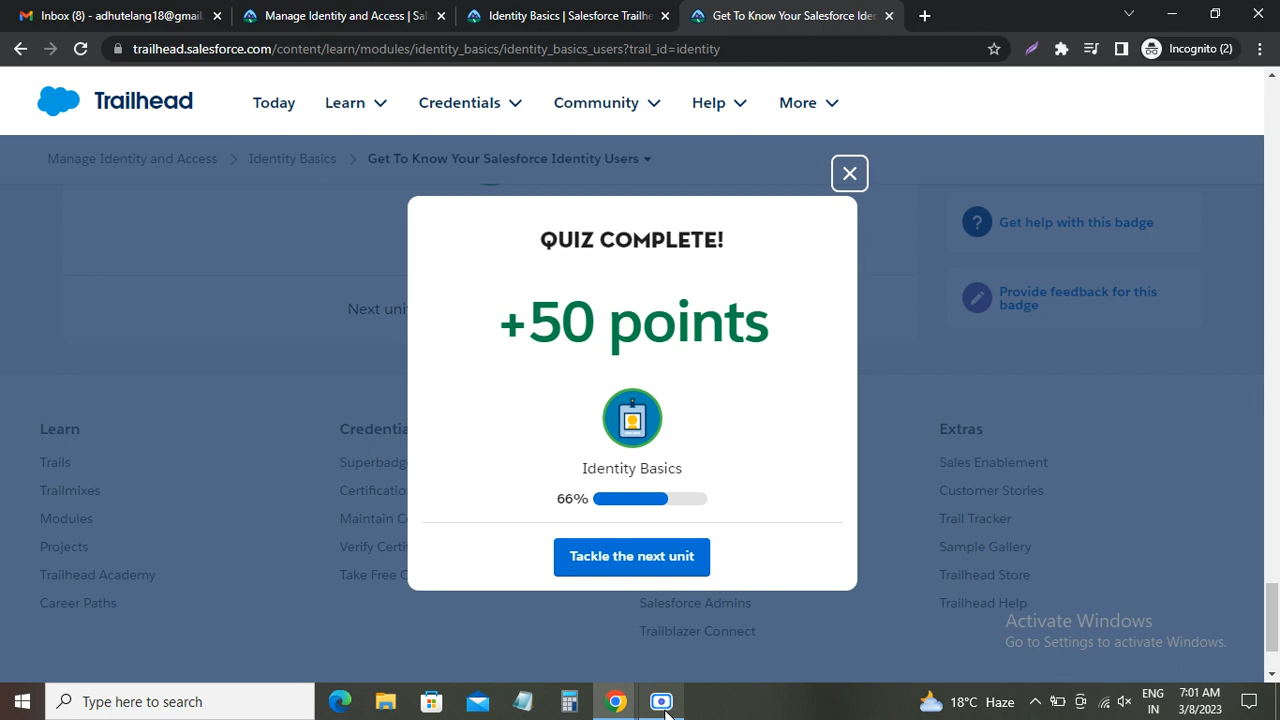 Inbox (8) - adhulang18@gmail.
Manage Identity and Access | Sa
Identity Basics | Salesforce Trailh
Get To Know Your Salesforce Iden
trailhead.salesforce.com/content/learn/modules/identity_basics/identity_basics_users?trail_id=identity
Incognito (2)
Trailhead
Today
Learn
Credentials
Community
Help
More
Manage Identity and Access
Identity Basics
Get To Know Your Salesforce Identity Users
Get help with this badge
Provide feedback for this
badge
Next uni
QUIZ COMPLETE!
+50 points
Identity Basics
66%
Tackle the next unit
Learn
Trails
Trailmixes
Modules
Projects
Trailhead Academy
Career Paths
Credentia
Superbadg
Certificatio
Maintain Ce
Verify Certi
Take Free C
Salesforce Admins
Trailblazer Connect
Extras
Sales Enablement
Customer Stories
Trail Tracker
Sample Gallery
Trailhead Store
Trailhead Help
Activate Windows
Go to Settings to activate Windows.
Type here to search
18°C Haze
ENG
IN
7:01 AM
3/8/2023